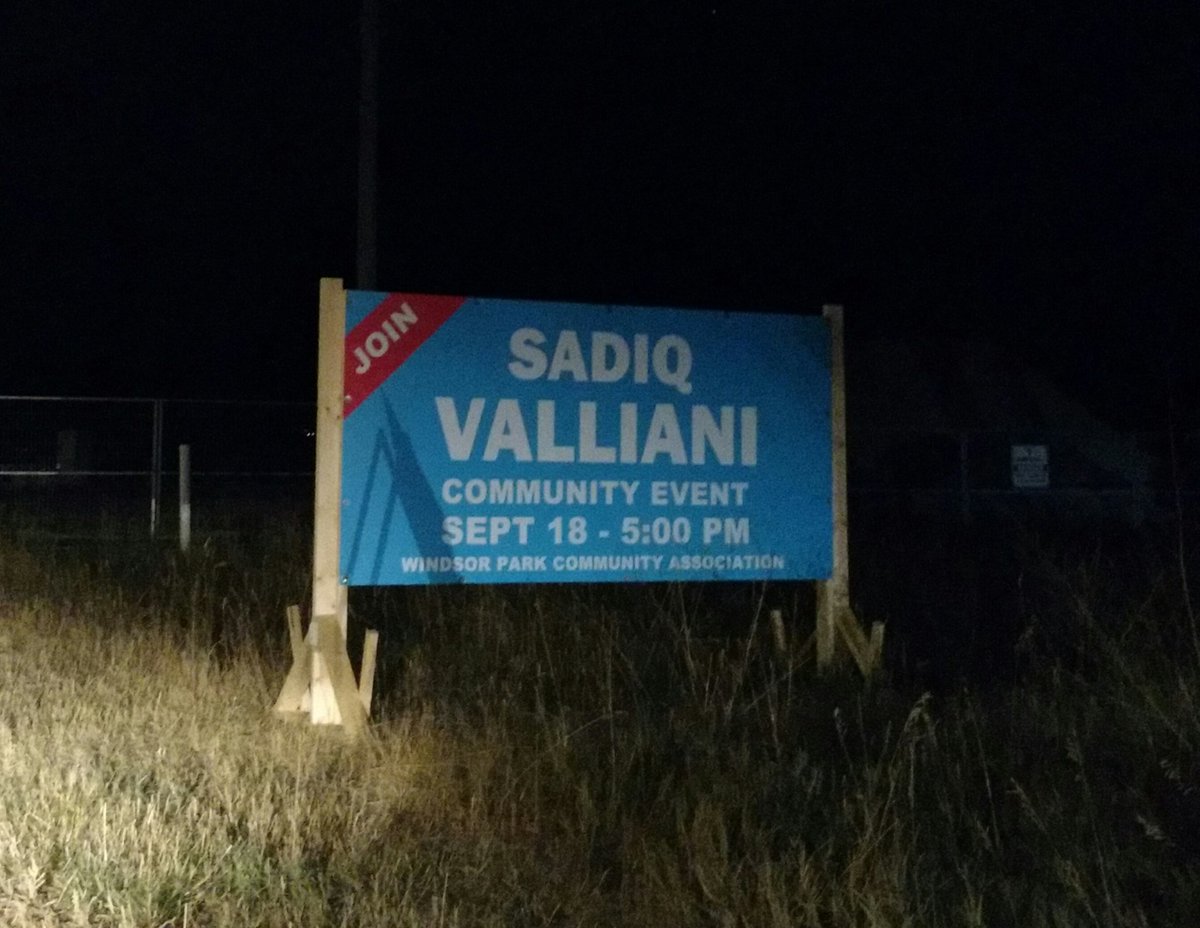 JOIN
SADIQ
VALLIANI
COMMUNITY EVENT
SEPT 18 - 5:00 PM
WINDSOR PARK COMMUNITY ASSOCIATION